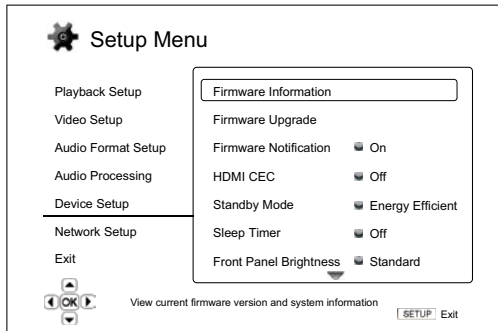 Setup Menu
Playback Setup
Video Setup
Audio Format Setup
Audio Processing
Device Setup
Network Setup
Exit
Firmware Information
Firmware Upgrade
Firmware Notification On
HDMI CEC Off
Standby Mode Energy Efficient
Sleep Timer Off
Front Panel Brightness Standard
OK
View current firmware version and system information
SETUP Exit